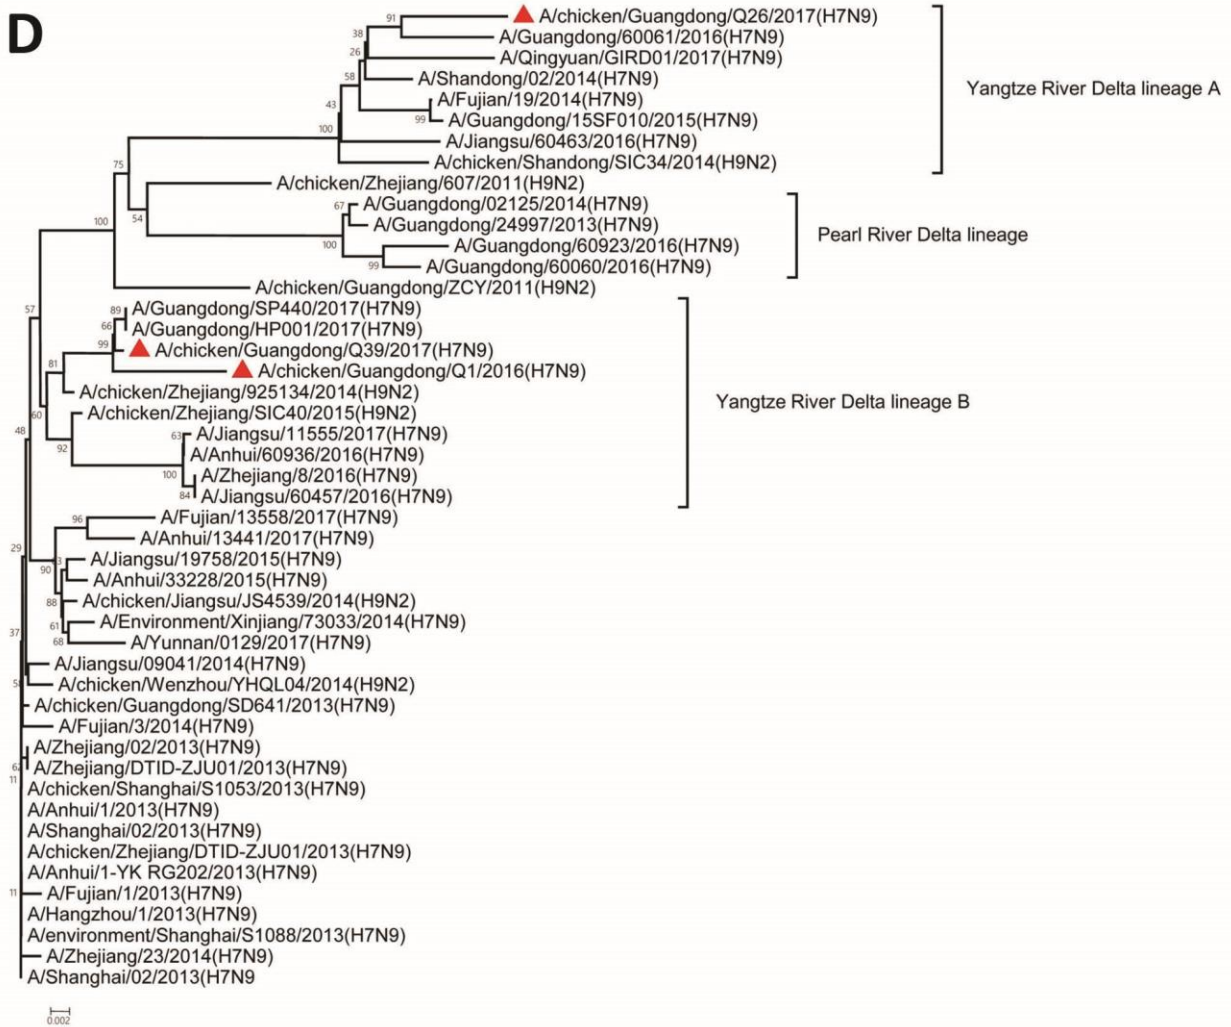 D
91
A/chicken/Guangdong/Q26/2017(H7N9)
38
A/Guangdong/60061/2016(H7N9)
26
A/Qingyuan/GIRD01/2017(H7N9)
58
A/Shandong/02/2014(H7N9)
Yangtze River Delta lineage A
43
A/Fujian/19/2014(H7N9)
99
A/Guangdong/15SF010/2015(H7N9)
100
A/Jiangsu/60463/2016(H7N9)
A/chicken/Shandong/SIC34/2014(H9N2)
75
A/chicken/Zhejiang/607/2011(H9N2)
54
67
A/Guangdong/02125/2014(H7N9)
A/Guangdong/24997/2013(H7N9)
Pearl River Delta lineage
100
A/Guangdong/60923/2016(H7N9)
99
A/Guangdong/60060/2016(H7N9)
100
A/chicken/Guangdong/ZCY/2011(H9N2)
57
89
A/Guangdong/SP440/2017(H7N9)
66
A/Guangdong/HP001/2017(H7N9)
99
A/chicken/Guangdong/Q39/2017(H7N9)
81
A/chicken/Guangdong/Q1/2016(H7N9)
A/chicken/Zhejiang/925134/2014(H9N2)
Yangtze River Delta lineage B
60
A/chicken/Zhejiang/SIC40/2015(H9N2)
48
92
63
A/Jiangsu/11555/2017(H7N9)
A/Anhui/60936/2016(H7N9)
100
A/Zhejiang/8/2016(H7N9)
84
A/Jiangsu/60457/2016(H7N9)
96
A/Fujian/13558/2017(H7N9)
A/Anhui/13441/2017(H7N9)
29
A/Jiangsu/19758/2015(H7N9)
90
A/Anhui/33228/2015(H7N9)
88
A/chicken/Jiangsu/JS4539/2014(H9N2)
61
A/Environment/Xinjiang/73033/2014(H7N9)
37
68
A/Yunnan/0129/2017(H7N9)
A/Jiangsu/09041/2014(H7N9)
A/chicken/Wenzhou/YHQL04/2014(H9N2)
A/chicken/Guangdong/SD641/2013(H7N9)
A/Fujian/3/2014(H7N9)
A/Zhejiang/02/2013(H7N9)
A/Zhejiang/DTID-ZJU01/2013(H7N9)
11
A/chicken/Shanghai/S1053/2013(H7N9)
A/Anhui/1/2013(H7N9)
A/Shanghai/02/2013(H7N9)
A/chicken/Zhejiang/DTID-ZJU01/2013(H7N9)
A/Anhui/1-YK RG202/2013(H7N9)
11
A/Fujian/1/2013(H7N9)
A/Hangzhou/1/2013(H7N9)
A/environment/Shanghai/S1088/2013(H7N9)
A/Zhejiang/23/2014(H7N9)
A/Shanghai/02/2013(H7N9
0.002